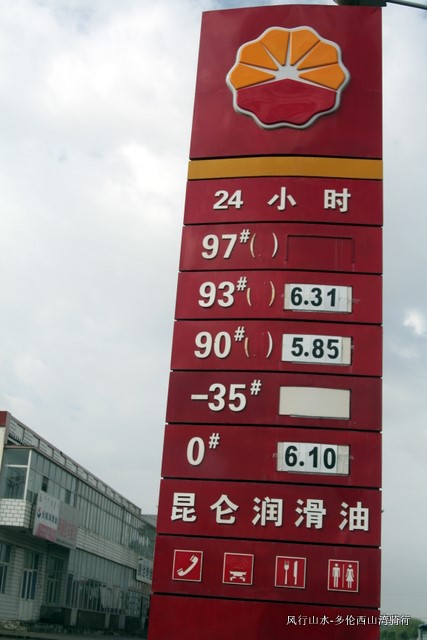 24 小时
97#( )
93#( ) 6.31
90#( ) 5.85
-35#
0# 6.10
昆仑润滑油
风行山水-多伦西山湾骑行